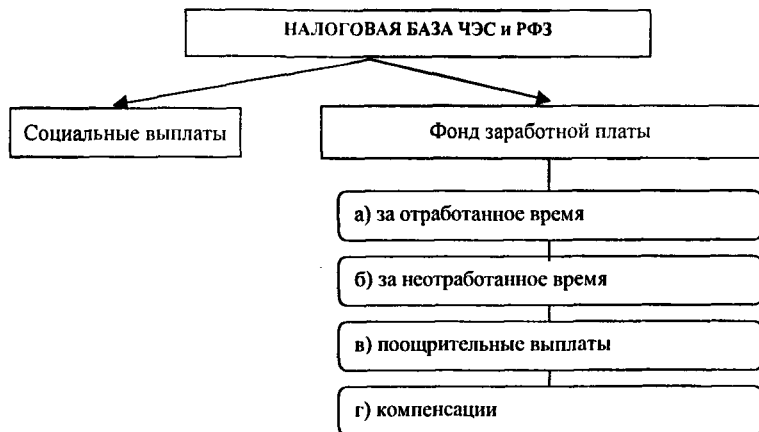 НАЛОГОВАЯ БАЗА ЧЭС и РФЗ
Социальные выплаты
Фонд заработной платы
а) за отработанное время
б) за неотработанное время
в) поощрительные выплаты
г) компенсации